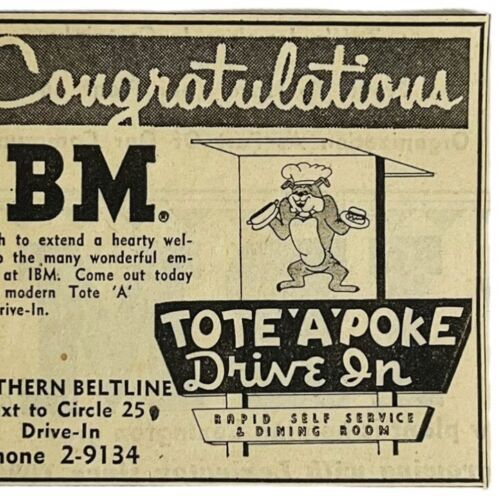 Congratulations
IBM.®
h to extend a hearty wel-
o the many wonderful em-
at IBM. Come out today
modern Tote 'A'
rive-In.
TOTE 'A' POKE
Drive In
RAPID SELF SERVICE
& DINING ROOM
THERN BELTLINE
xt to Circle 25
Drive-In
hone 2-9134